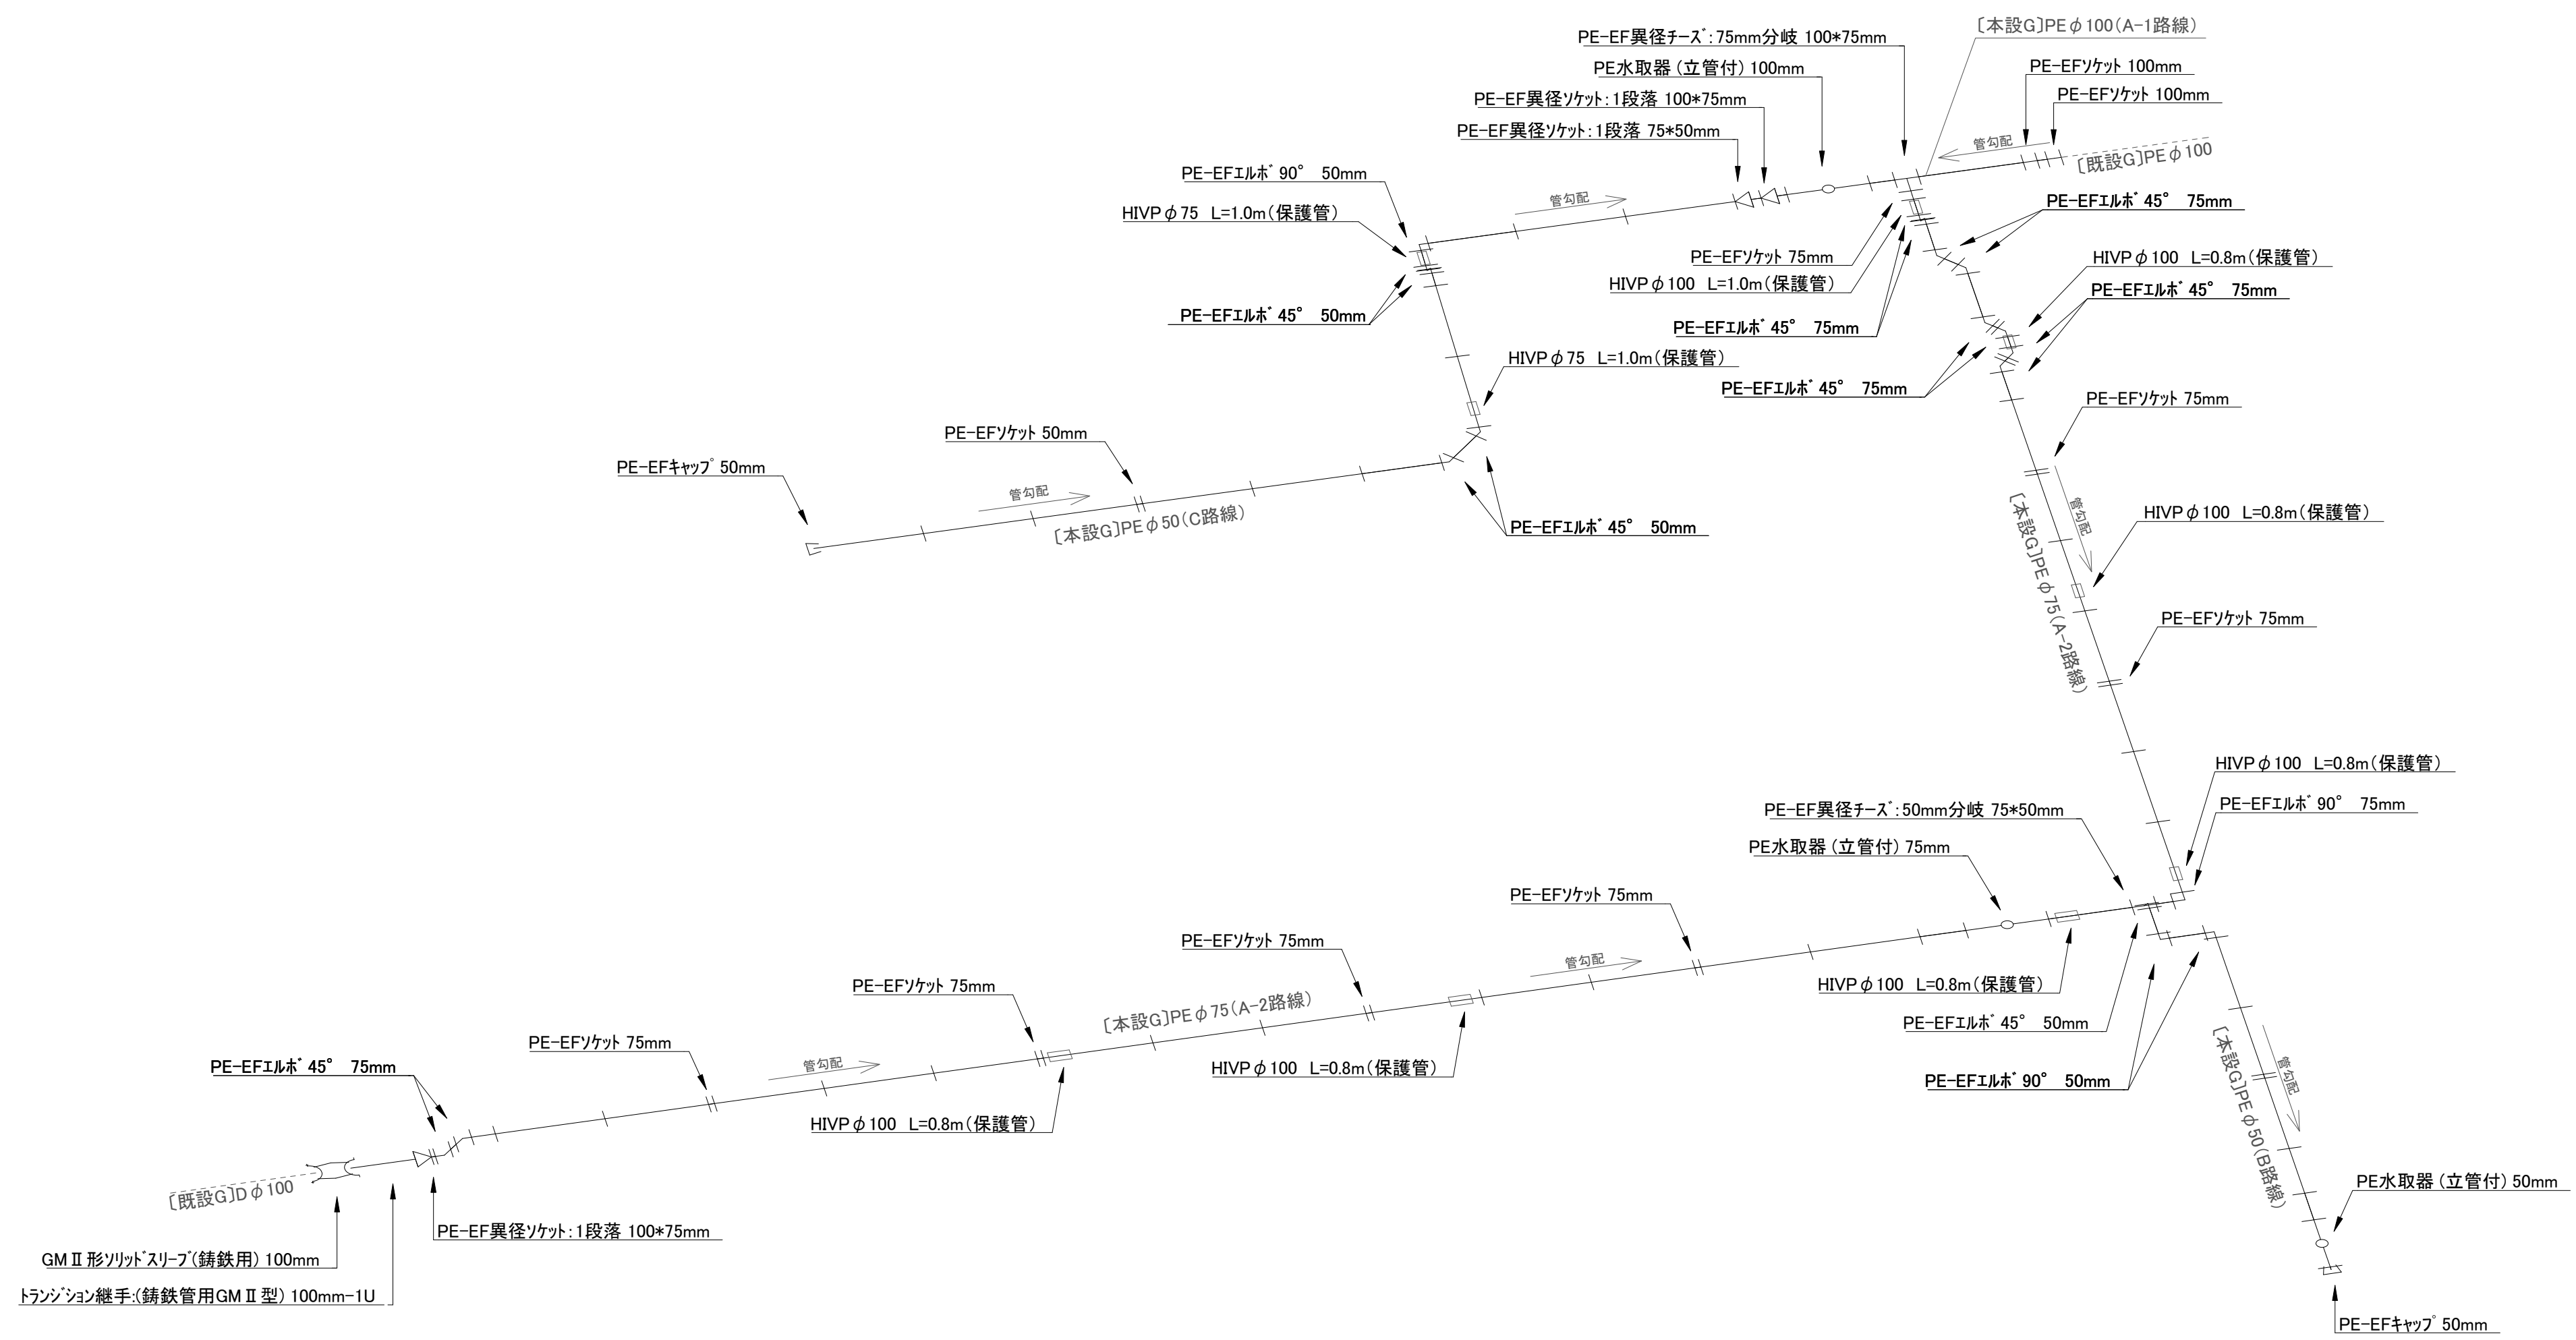 PE-EF異径ﾁｰｽﾞ:75mm分岐 100*75mm
〔本設G〕PEφ100(A-1路線)
PE水取器(立管付) 100mm
PE-EFｿｹｯﾄ 100mm
PE-EF異径ｿｹｯﾄ:1段落 100*75mm
PE-EFｿｹｯﾄ 100mm
PE-EF異径ｿｹｯﾄ:1段落 75*50mm
管勾配
〔既設G〕PEφ100
PE-EFｴﾙﾎﾞ 90° 50mm
管勾配
PE-EFｴﾙﾎﾞ 45° 75mm
HIVPφ75 L=1.0m(保護管)
PE-EFｿｹｯﾄ 75mm
HIVPφ100 L=0.8m(保護管)
HIVPφ100 L=1.0m(保護管)
PE-EFｴﾙﾎﾞ 45° 75mm
PE-EFｴﾙﾎﾞ 45° 50mm
PE-EFｴﾙﾎﾞ 45° 75mm
HIVPφ75 L=1.0m(保護管)
PE-EFｴﾙﾎﾞ 45° 75mm
PE-EFｿｹｯﾄ 75mm
PE-EFｿｹｯﾄ 50mm
PE-EFｷｬｯﾌﾟ 50mm
管勾配
〔本設G〕PEφ50(C路線)
PE-EFｴﾙﾎﾞ 45° 50mm
管勾配
HIVPφ100 L=0.8m(保護管)
〔本設G〕PEφ75(A-2路線)
PE-EFｿｹｯﾄ 75mm
HIVPφ100 L=0.8m(保護管)
PE-EFｴﾙﾎﾞ 90° 75mm
PE-EF異径ﾁｰｽﾞ:50mm分岐 75*50mm
PE水取器(立管付) 75mm
PE-EFｿｹｯﾄ 75mm
PE-EFｿｹｯﾄ 75mm
管勾配
HIVPφ100 L=0.8m(保護管)
PE-EFｿｹｯﾄ 75mm
〔本設G〕PEφ75(A-2路線)
PE-EFｴﾙﾎﾞ 45° 50mm
PE-EFｿｹｯﾄ 75mm
管勾配
HIVPφ100 L=0.8m(保護管)
PE-EFｴﾙﾎﾞ 45° 75mm
PE-EFｴﾙﾎﾞ 90° 50mm
管勾配
〔本設G〕PEφ50(B路線)
HIVPφ100 L=0.8m(保護管)
〔既設G〕Dφ100
PE水取器(立管付) 50mm
PE-EF異径ｿｹｯﾄ:1段落 100*75mm
GMⅡ形ｿﾘｯﾄﾞｽﾘｰﾌﾞ(鋳鉄用) 100mm
ﾄﾗﾝｼﾞｼｮﾝ継手:(鋳鉄管用GMⅡ型) 100mm-1U
PE-EFｷｬｯﾌﾟ 50mm